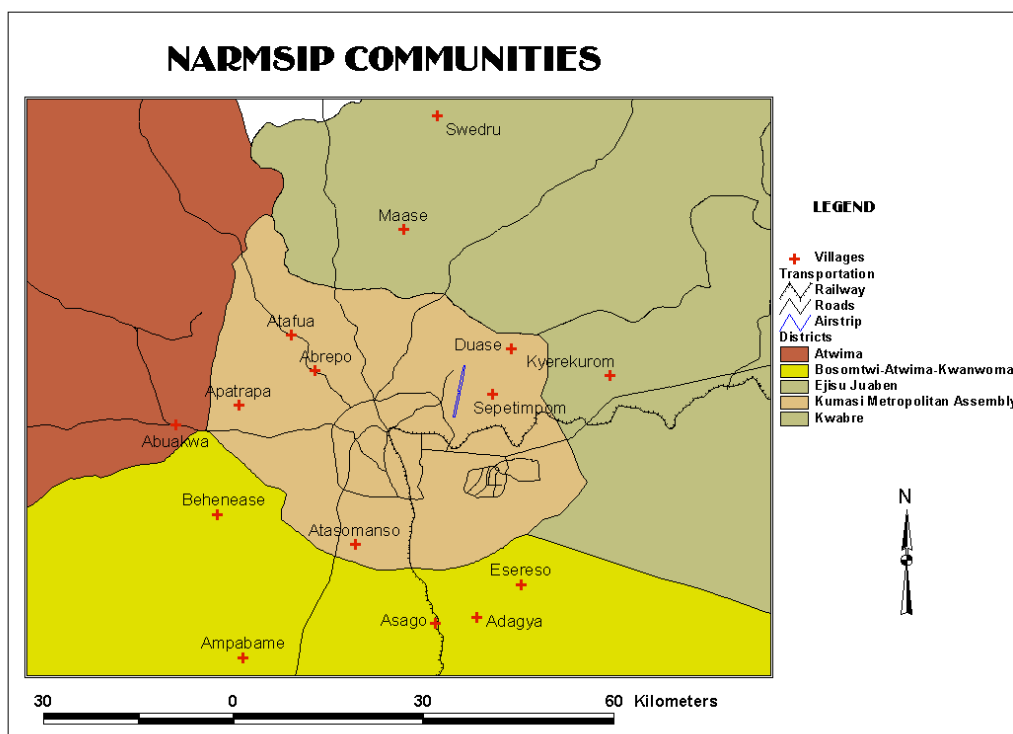 NARMSIP COMMUNITIES
Swedru
Maase
Atafua
Abrepo
Duase
Kyerekurom
Apatrapa
Sepetimpom
Abuakwa
Behenease
Atasomanso
Esereso
Asago
Adagya
Ampabame
LEGEND
Villages
Transportation
Railway
Roads
Airstrip
Districts
Atwima
Bosomtwi-Atwima-Kwanwoma
Ejisu Juaben
Kumasi Metropolitan Assembly
Kwabre
N
30 0 30 60 Kilometers